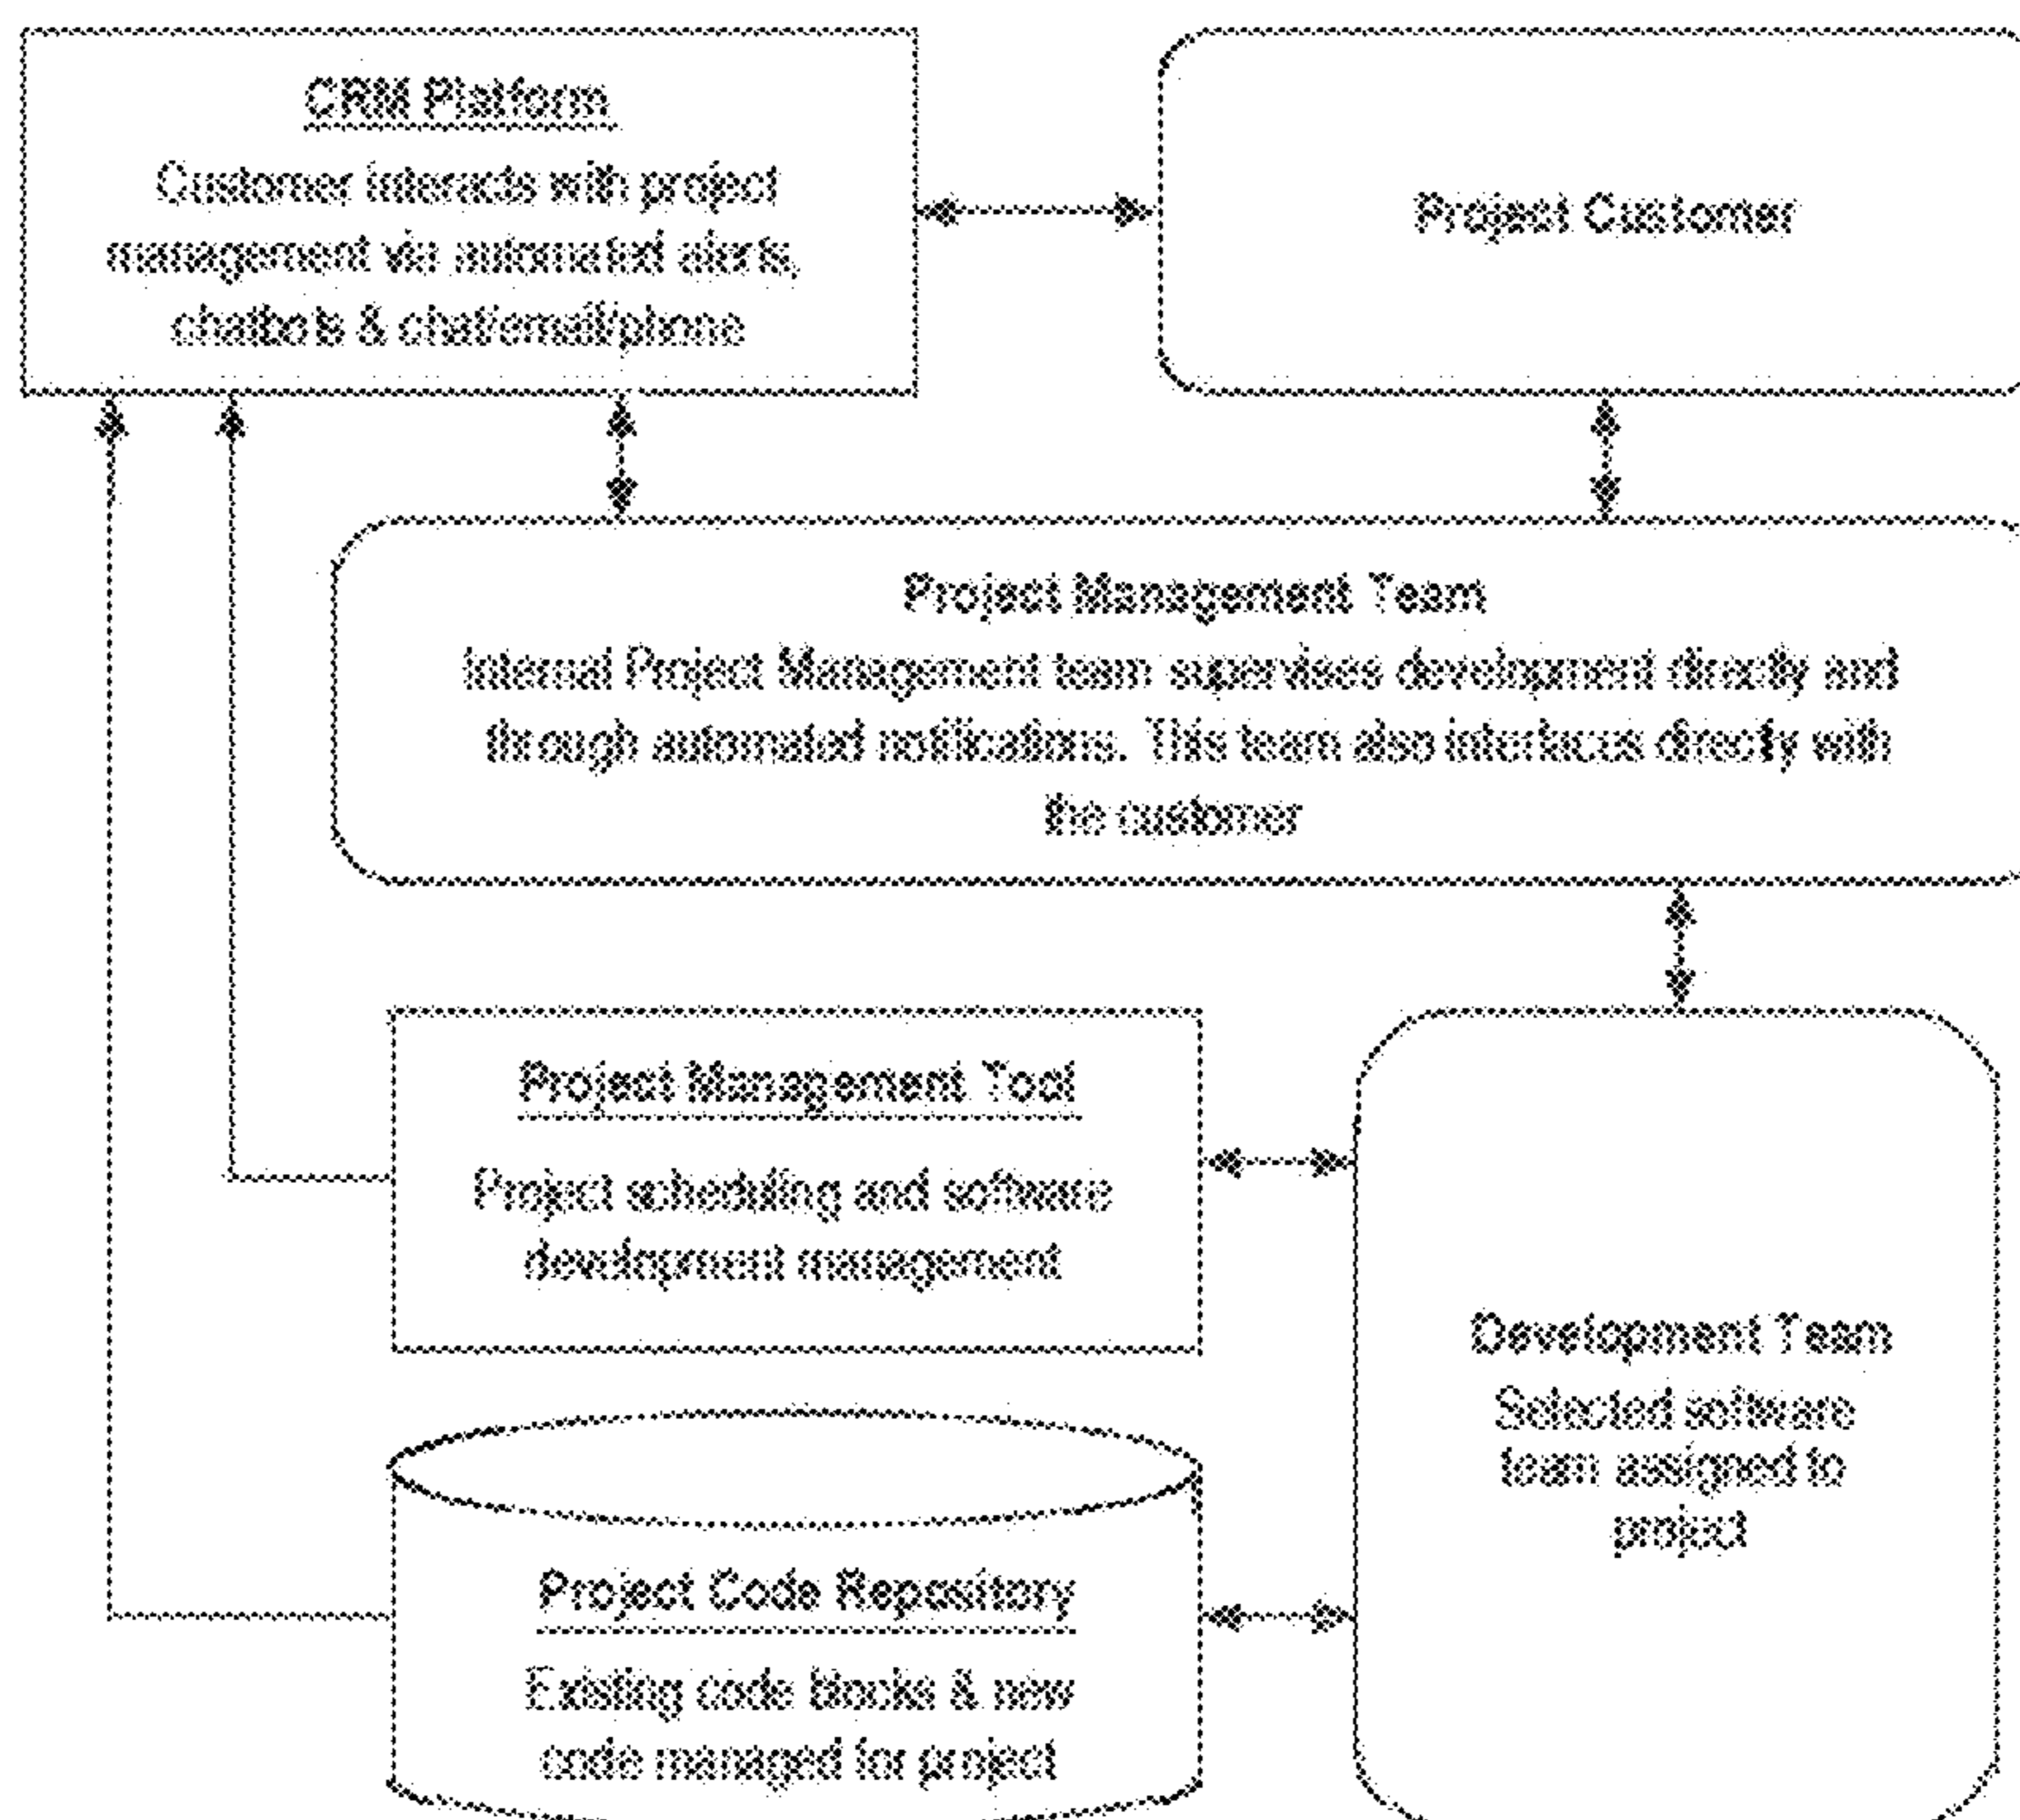 CRM Platform
Customer interacts with project
management via automated alerts,
chatbots & chat/email/phone
Project Customer
Project Management Team
Internal Project Management team supervises development directly and
through automated notifications. This team also interfaces directly with
the customer
Project Management Tool
Project scheduling and software
development management
Development Team
Selected software
team assigned to
project
Project Code Repository
Existing code blocks & new
code managed for project